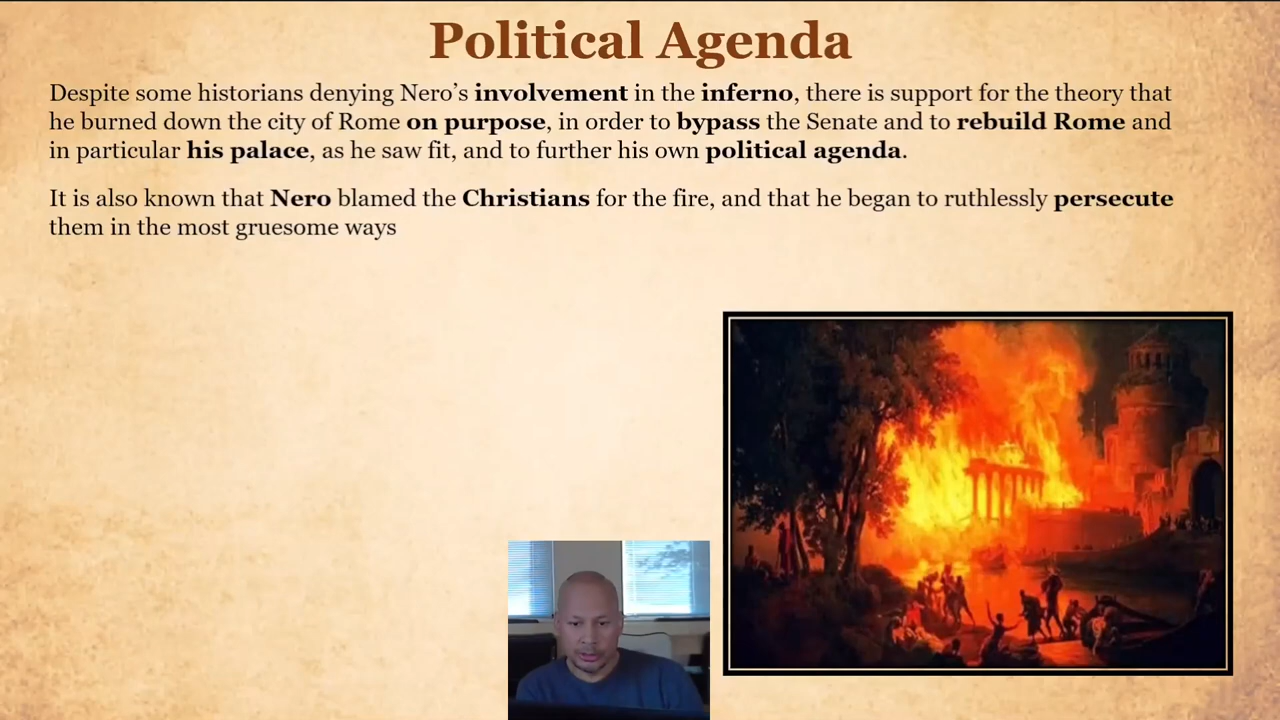 Political Agenda
Despite some historians denying Nero’s involvement in the inferno, there is support for the theory that
he burned down the city of Rome on purpose, in order to bypass the Senate and to rebuild Rome and
in particular his palace, as he saw fit, and to further his own political agenda.
It is also known that Nero blamed the Christians for the fire, and that he began to ruthlessly persecute
them in the most gruesome ways